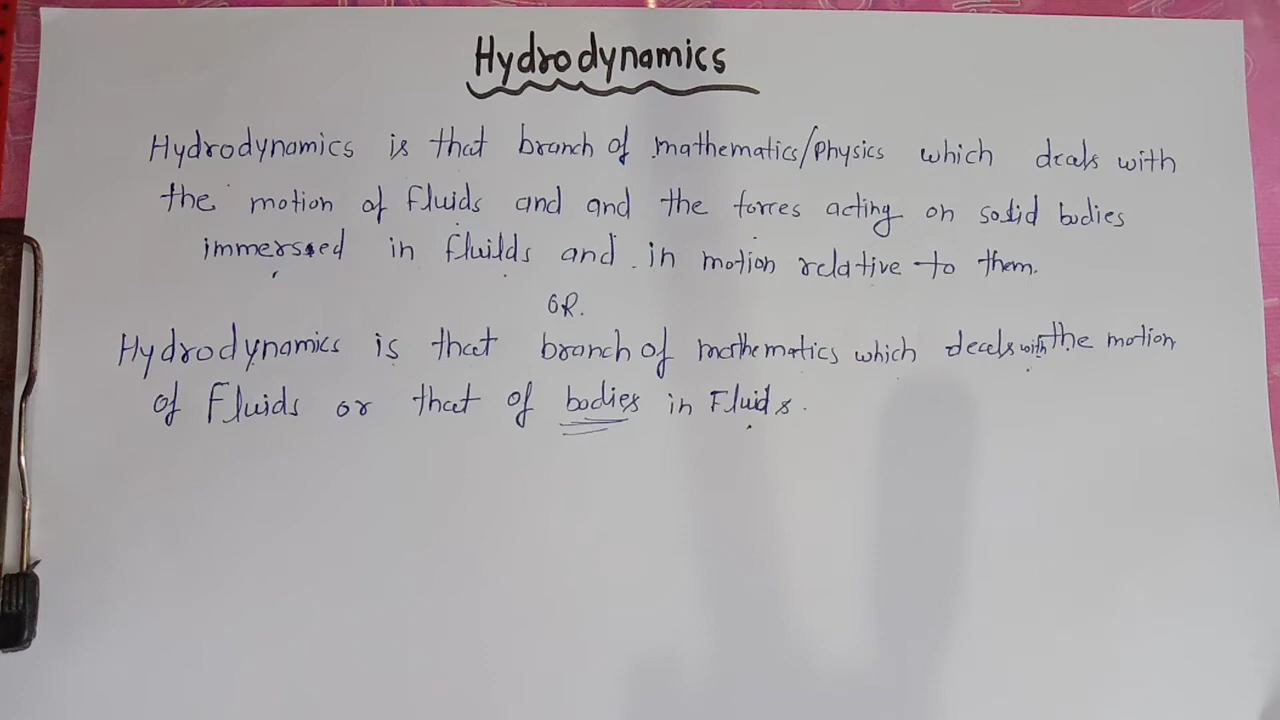 Hydrodynamics
Hydrodynamics is that branch of mathematics/Physics which deals with
the motion of Fluids and and the forces acting on solid bodies
immersed in fluilds and in motion relative to them.
OR.
Hydrodynamics is that branch of mathematics which deals with the motion
of Fluids or that of bodies in Fluids.